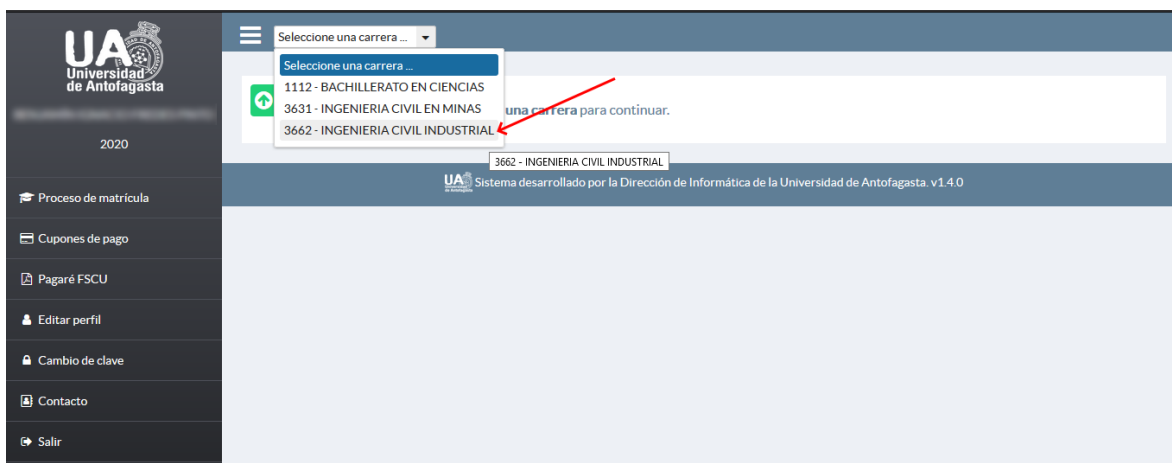 UA
Universidad
de Antofagasta
2020
Proceso de matrícula
Cupones de pago
Pagaré FSCU
Editar perfil
Cambio de clave
Contacto
Salir
Seleccione una carrera ...
Seleccione una carrera ...
1112 - BACHILLERATO EN CIENCIAS
3631 - INGENIERIA CIVIL EN MINAS
3662 - INGENIERIA CIVIL INDUSTRIAL
una carrera para continuar.
3662 - INGENIERIA CIVIL INDUSTRIAL
UA Sistema desarrollado por la Dirección de Informática de la Universidad de Antofagasta. v1.4.0